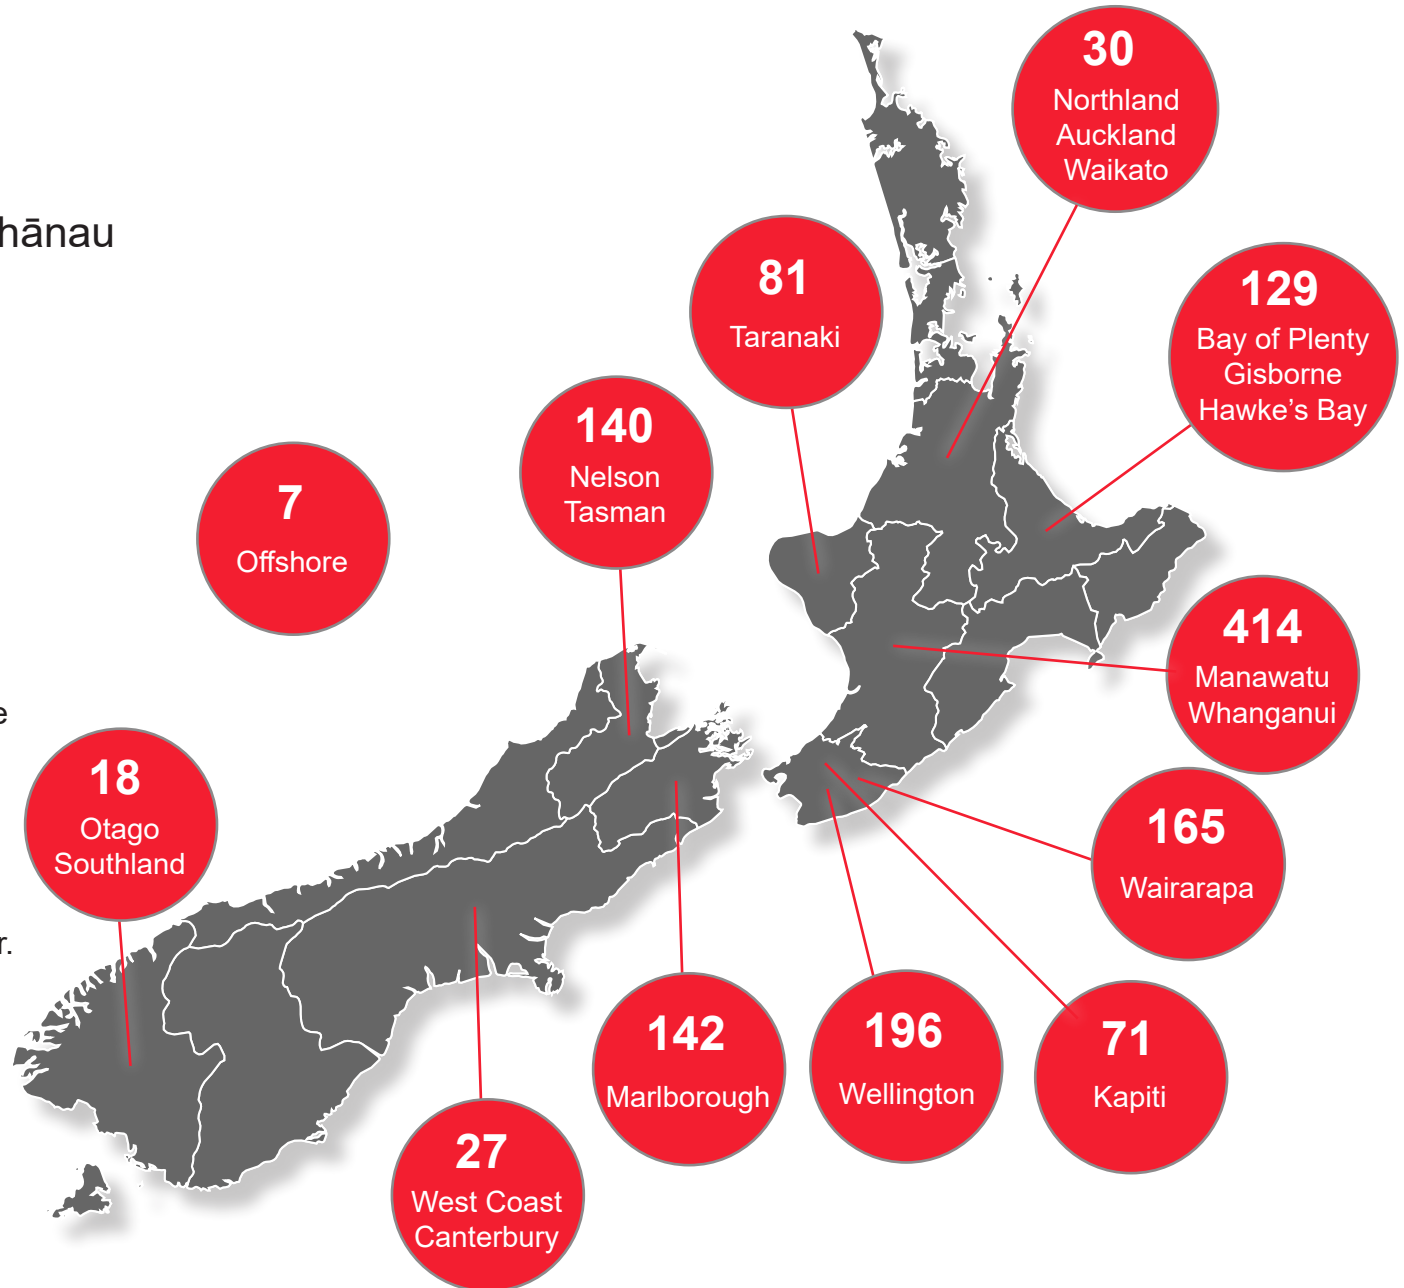 30
Northland
Auckland
Waikato
hānau
81
Taranaki
129
Bay of Plenty
Gisborne
Hawke’s Bay
140
Nelson
Tasman
7
Offshore
414
Manawatu
Whanganui
e
18
Otago
Southland
165
Wairarapa
r.
142
Marlborough
196
Wellington
71
Kapiti
27
West Coast
Canterbury